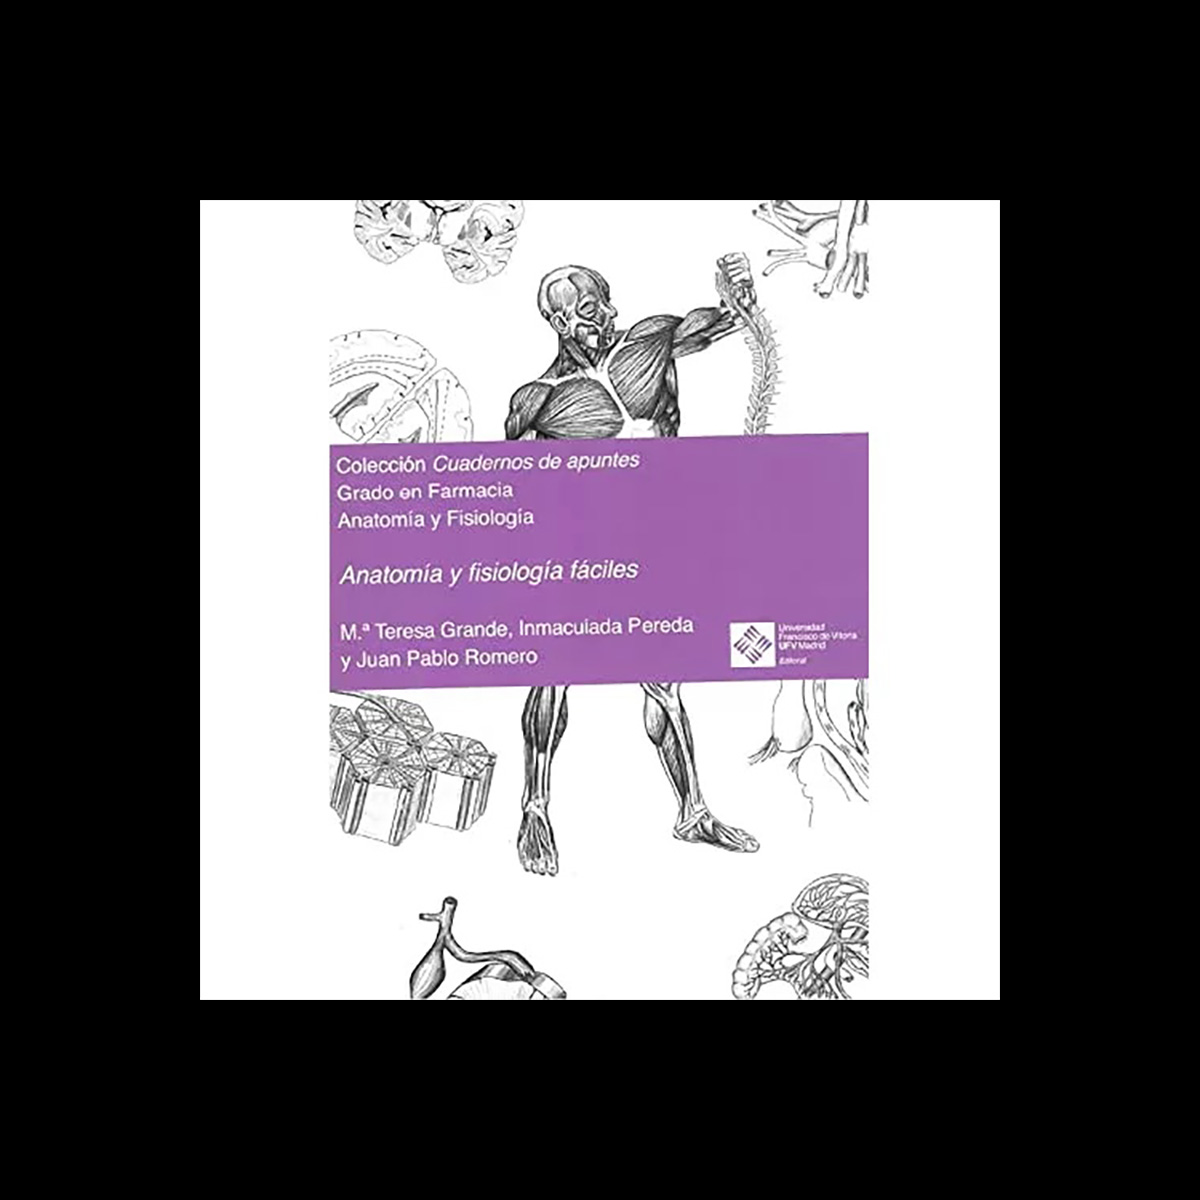 Colección Cuadernos de apuntes
Grado en Farmacia
Anatomía y Fisiología
Anatomía y fisiología fáciles
M.ª Teresa Grande, Inmaculada Pereda
y Juan Pablo Romero
Universidad
Francisco de Vitoria
UFV Madrid
Editorial